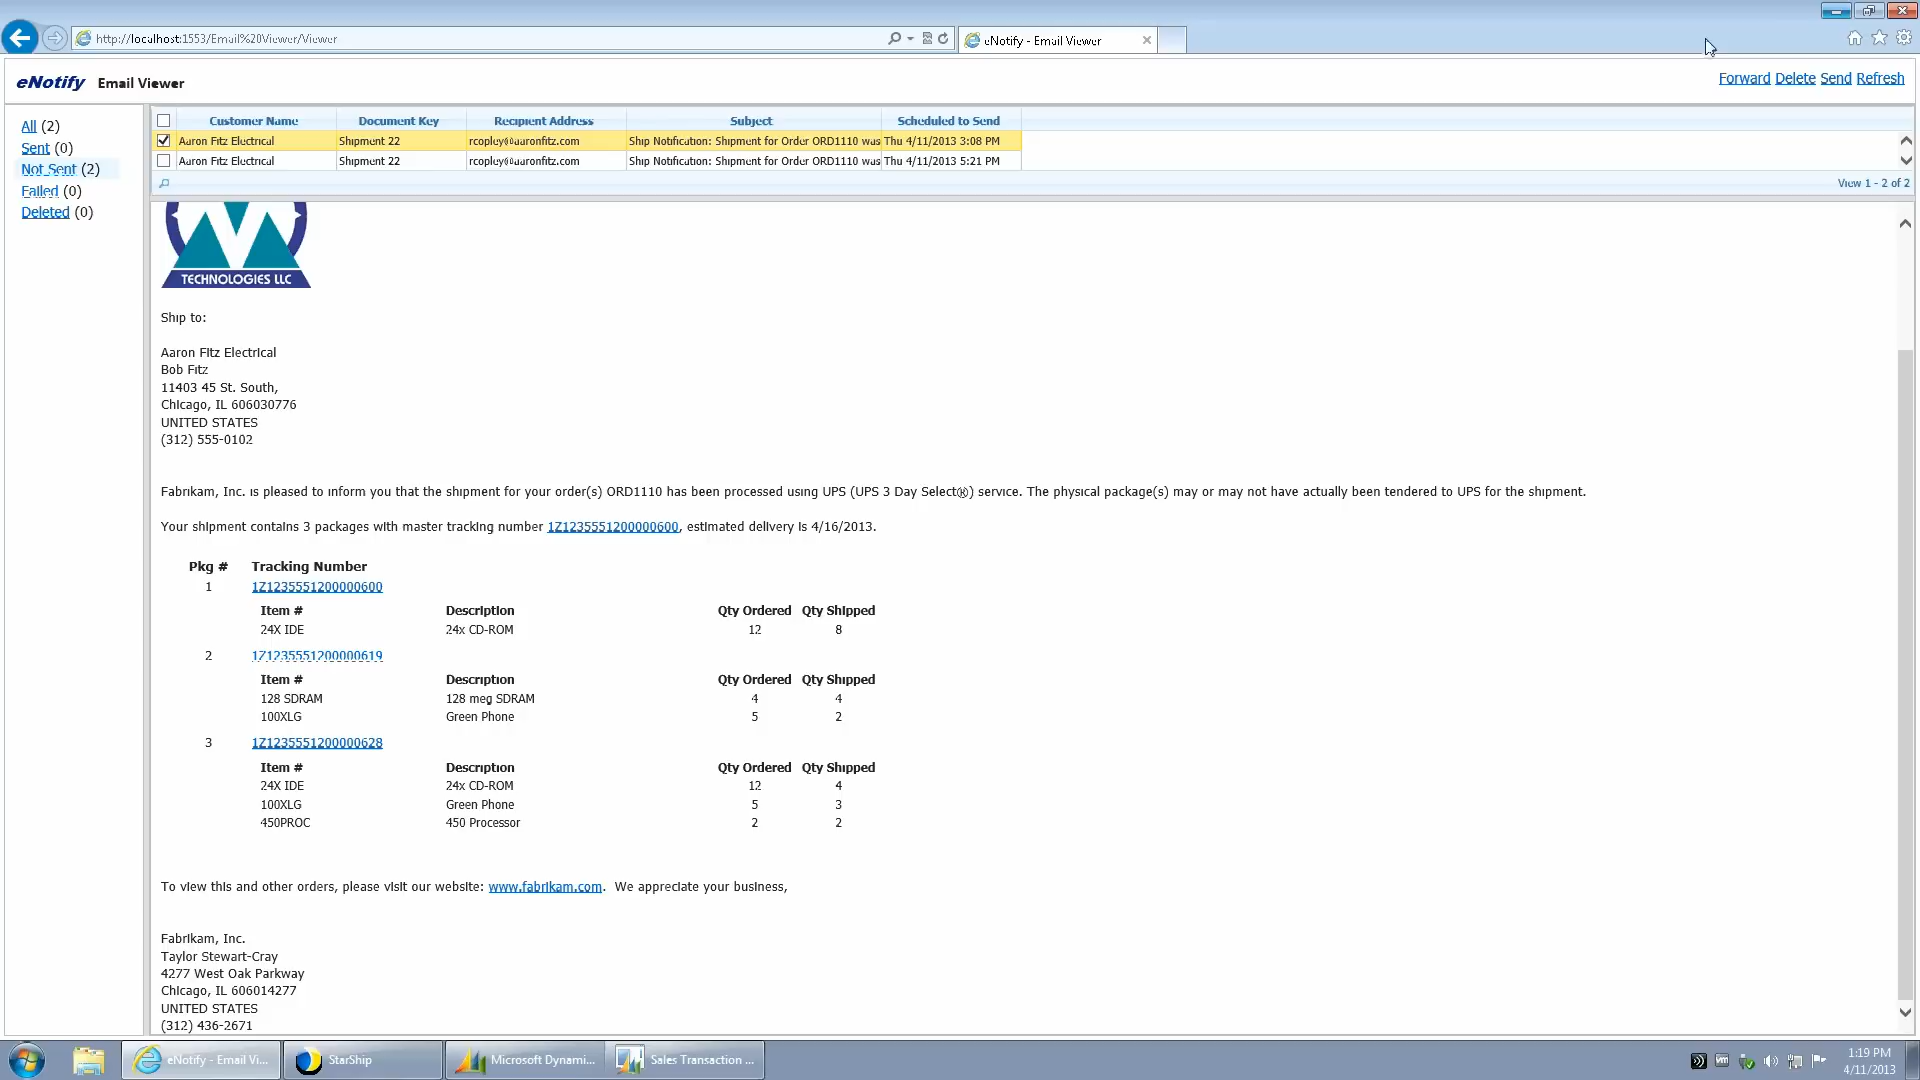 http://localhost:1553/Email%20Viewer/Viewer
eNotify - Email Viewer
eNotify Email Viewer
Forward Delete Send Refresh
All (2)
Sent (0)
Not Sent (2)
Failed (0)
Deleted (0)
Customer Name Document Key Recipient Address Subject Scheduled to Send
Aaron Fitz Electrical Shipment 22 rcopley@aaronfitz.com Ship Notification: Shipment for Order ORD1110 was Thu 4/11/2013 3:08 PM
Aaron Fitz Electrical Shipment 22 rcopley@aaronfitz.com Ship Notification: Shipment for Order ORD1110 was Thu 4/11/2013 5:21 PM
View 1 - 2 of 2
TECHNOLOGIES LLC
Ship to:
Aaron Fitz Electrical
Bob Fitz
11403 45 St. South,
Chicago, IL 606030776
UNITED STATES
(312) 555-0102
Fabrikam, Inc. is pleased to inform you that the shipment for your order(s) ORD1110 has been processed using UPS (UPS 3 Day Select®) service. The physical package(s) may or may not have actually been tendered to UPS for the shipment.
Your shipment contains 3 packages with master tracking number 1Z1235551200000600, estimated delivery is 4/16/2013.
Pkg # Tracking Number
1 1Z1235551200000600
Item # Description Qty Ordered Qty Shipped
24X IDE 24x CD-ROM 12 8
2 1Z1235551200000619
Item # Description Qty Ordered Qty Shipped
128 SDRAM 128 meg SDRAM 4 4
100XLG Green Phone 5 2
3 1Z1235551200000628
Item # Description Qty Ordered Qty Shipped
24X IDE 24x CD-ROM 12 4
100XLG Green Phone 5 3
450PROC 450 Processor 2 2
To view this and other orders, please visit our website: www.fabrikam.com. We appreciate your business,
Fabrikam, Inc.
Taylor Stewart-Cray
4277 West Oak Parkway
Chicago, IL 606014277
UNITED STATES
(312) 436-2671
eNotify - Email Vi...
StarShip
Microsoft Dynami...
Sales Transaction ...
1:19 PM
4/11/2013